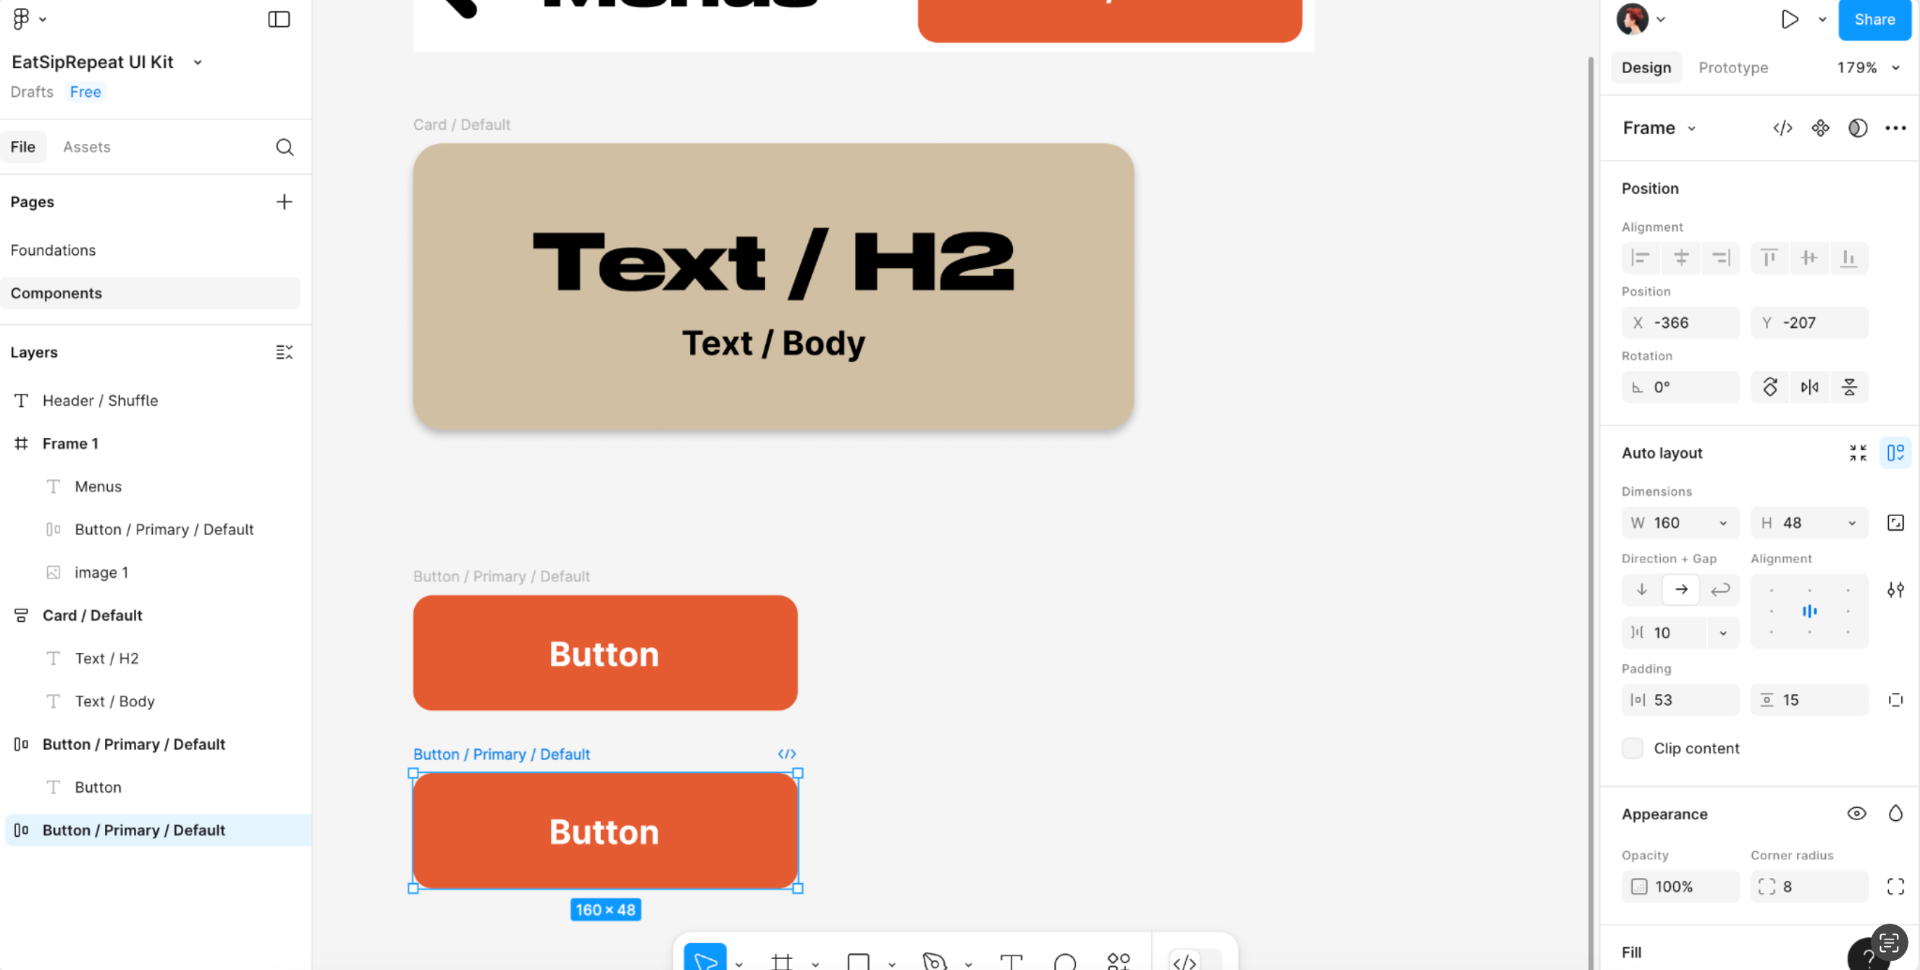 EatSipRepeat UI Kit
Drafts Free
File Assets
Pages
Foundations
Components
Layers
Header / Shuffle
Frame 1
Menus
Button / Primary / Default
image 1
Card / Default
Text / H2
Text / Body
Button / Primary / Default
Button
Button / Primary / Default
Menus
Card / Default
Text / H2
Text / Body
Button / Primary / Default
Button
Button / Primary / Default
Button
160 × 48
Share
Design Prototype 179%
Frame
Position
Alignment
Position
X -366 Y -207
Rotation
0°
Auto layout
Dimensions
W 160 H 48
Direction + Gap Alignment
10
Padding
53 15
Clip content
Appearance
Opacity Corner radius
100% 8
Fill
?